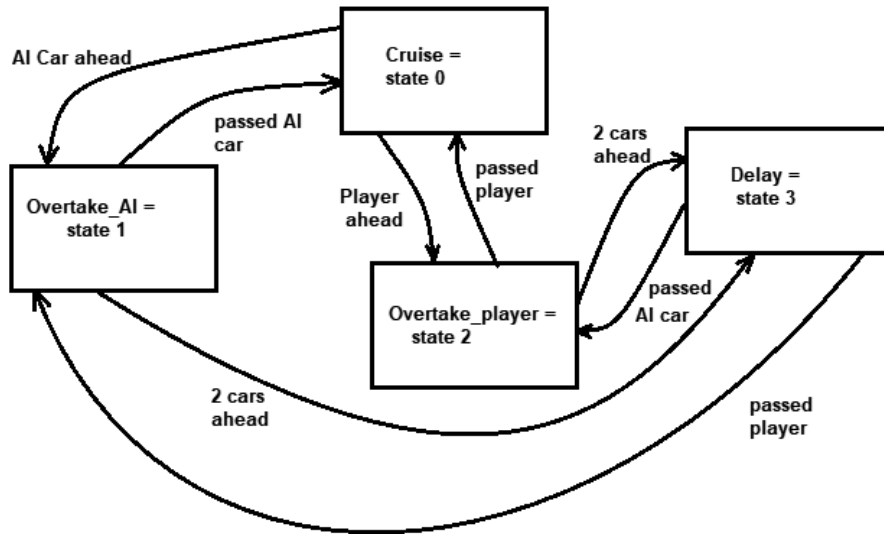 AI Car ahead
Cruise =
state 0
passed AI
car
2 cars
ahead
Delay =
state 3
Overtake_AI =
state 1
Player
ahead
passed
player
Overtake_player =
state 2
passed
AI car
2 cars
ahead
passed
player